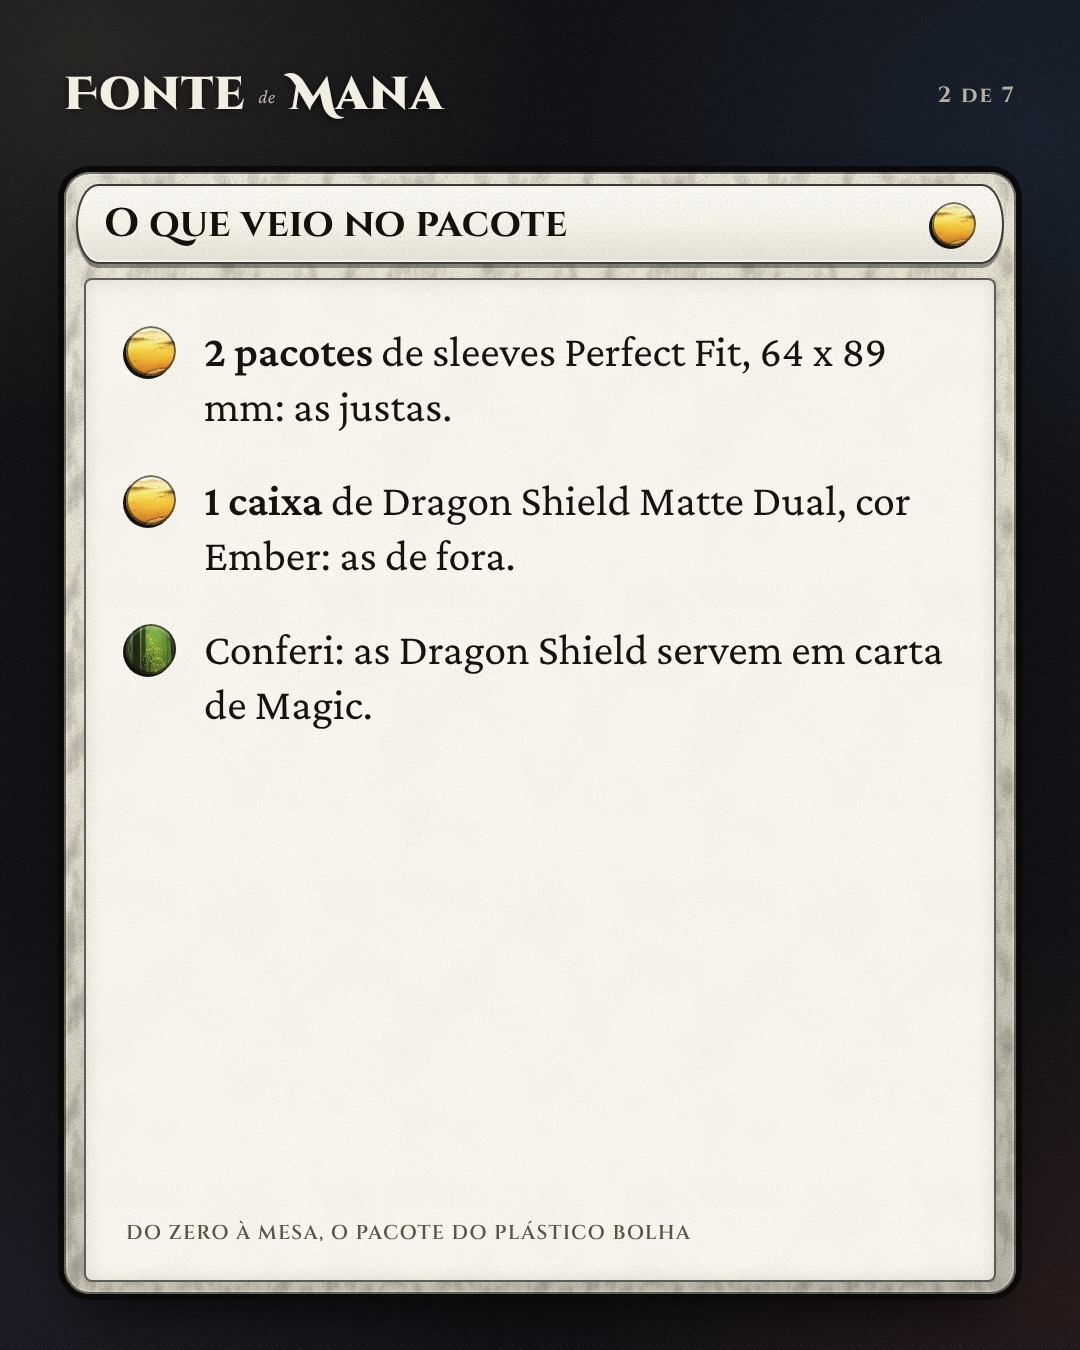 Fonte de Mana
2 de 7
O que veio no pacote
2 pacotes de sleeves Perfect Fit, 64 x 89
mm: as justas.
1 caixa de Dragon Shield Matte Dual, cor
Ember: as de fora.
Conferi: as Dragon Shield servem em carta
de Magic.
DO ZERO À MESA, O PACOTE DO PLÁSTICO BOLHA